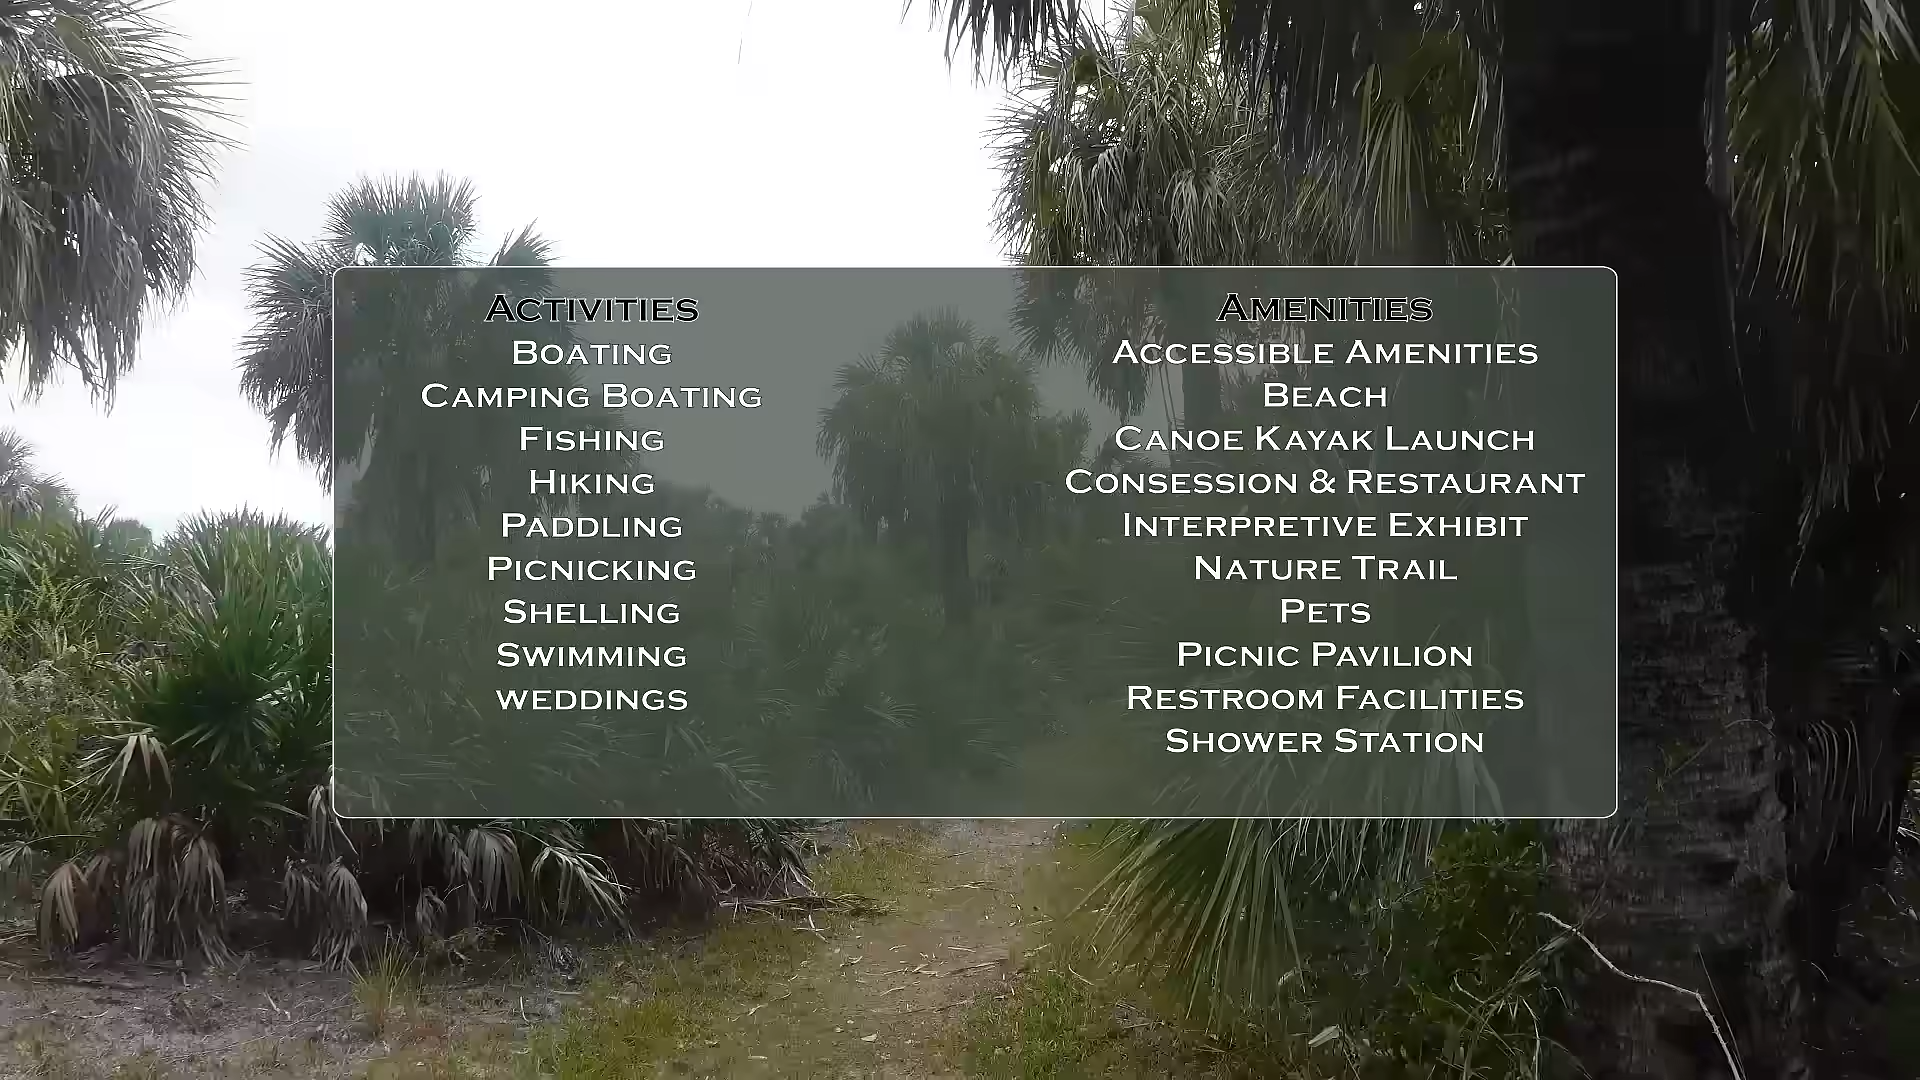 Activities
Boating
Camping Boating
Fishing
Hiking
Paddling
Picnicking
Shelling
Swimming
weddings
Amenities
Accessible Amenities
Beach
Canoe Kayak Launch
Consession & Restaurant
Interpretive Exhibit
Nature Trail
Pets
Picnic Pavilion
Restroom Facilities
Shower Station